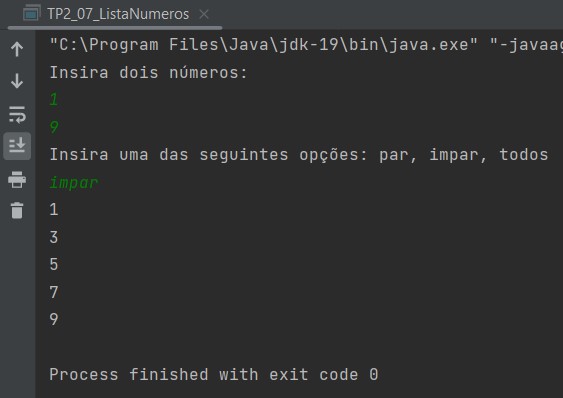 TP2_07_ListaNumeros
"C:\Program Files\Java\jdk-19\bin\java.exe" "-javaag
Insira dois números:
1
9
Insira uma das seguintes opções: par, impar, todos
impar
1
3
5
7
9
Process finished with exit code 0